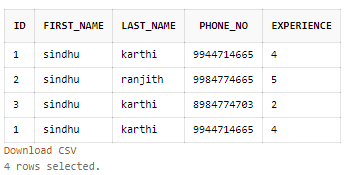 ID FIRST_NAME LAST_NAME PHONE_NO EXPERIENCE
1 sindhu karthi 9944714665 4
2 sindhu ranjith 9984774665 5
3 sindhu karthi 8984774703 2
1 sindhu karthi 9944714665 4
Download CSV
4 rows selected.